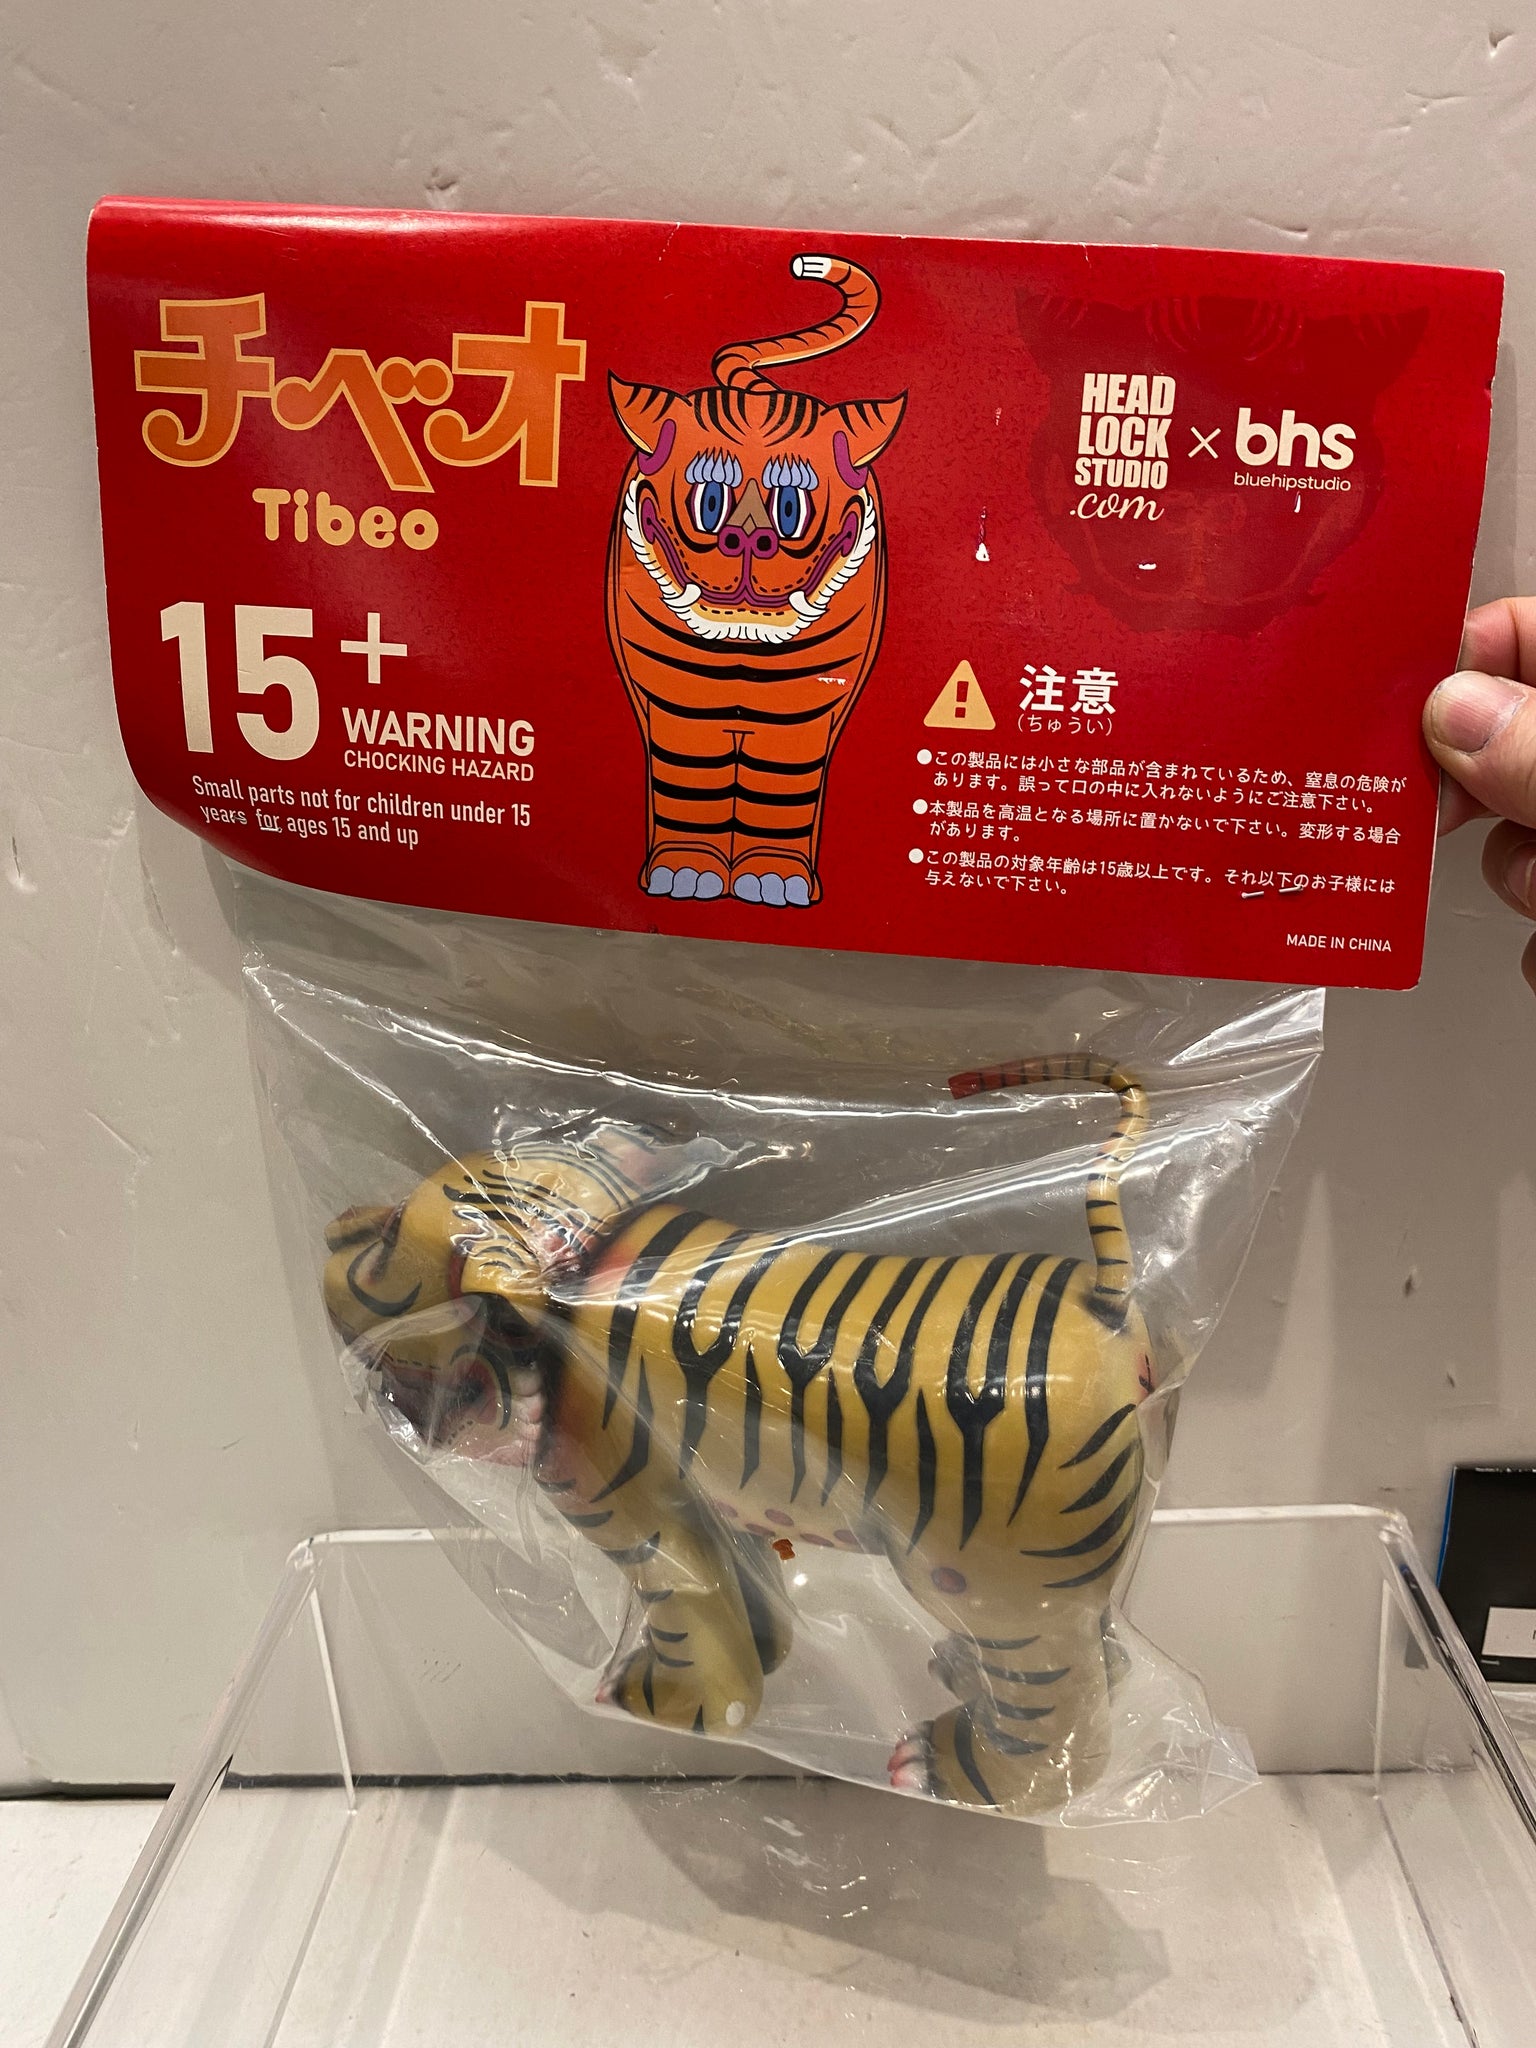 チベオ
Tibeo
15+
WARNING
CHOCKING HAZARD
Small parts not for children under 15
years for ages 15 and up
HEAD
LOCK
STUDIO
.com
×
bhs
bluehipstudio
注意
(ちゅうい)
●この製品には小さな部品が含まれているため、窒息の危険が
あります。誤って口の中に入れないようにご注意下さい。
●本製品を高温となる場所に置かないで下さい。変形する場合
があります。
●この製品の対象年齢は15歳以上です。それ以下のお子様には
与えないで下さい。
MADE IN CHINA